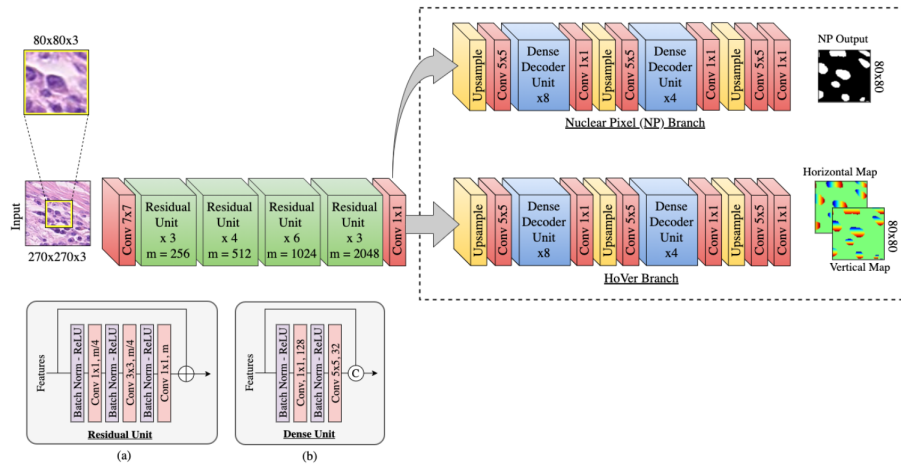 80x80x3
Input
270x270x3
Conv 7x7
Residual
Unit
x 3
m = 256
Residual
Unit
x 4
m = 512
Residual
Unit
x 6
m = 1024
Residual
Unit
x 3
m = 2048
Conv 1x1
Upsample
Conv 5x5
Dense
Decoder
Unit
x8
Conv 1x1
Upsample
Conv 5x5
Dense
Decoder
Unit
x4
Conv 1x1
Upsample
Conv 5x5
Conv 1x1
Nuclear Pixel (NP) Branch
NP Output
80x80
Upsample
Conv 5x5
Dense
Decoder
Unit
x8
Conv 1x1
Upsample
Conv 5x5
Dense
Decoder
Unit
x4
Conv 1x1
Upsample
Conv 5x5
Conv 1x1
HoVer Branch
Horizontal Map
80x80
Vertical Map
Features
Batch Norm - ReLU
Conv 1x1, m/4
Batch Norm - ReLU
Conv 3x3, m/4
Batch Norm - ReLU
Conv 1x1, m
Residual Unit
(a)
Features
Batch Norm - ReLU
Conv, 1x1, 128
Batch Norm - ReLU
Conv 5x5, 32
C
Dense Unit
(b)